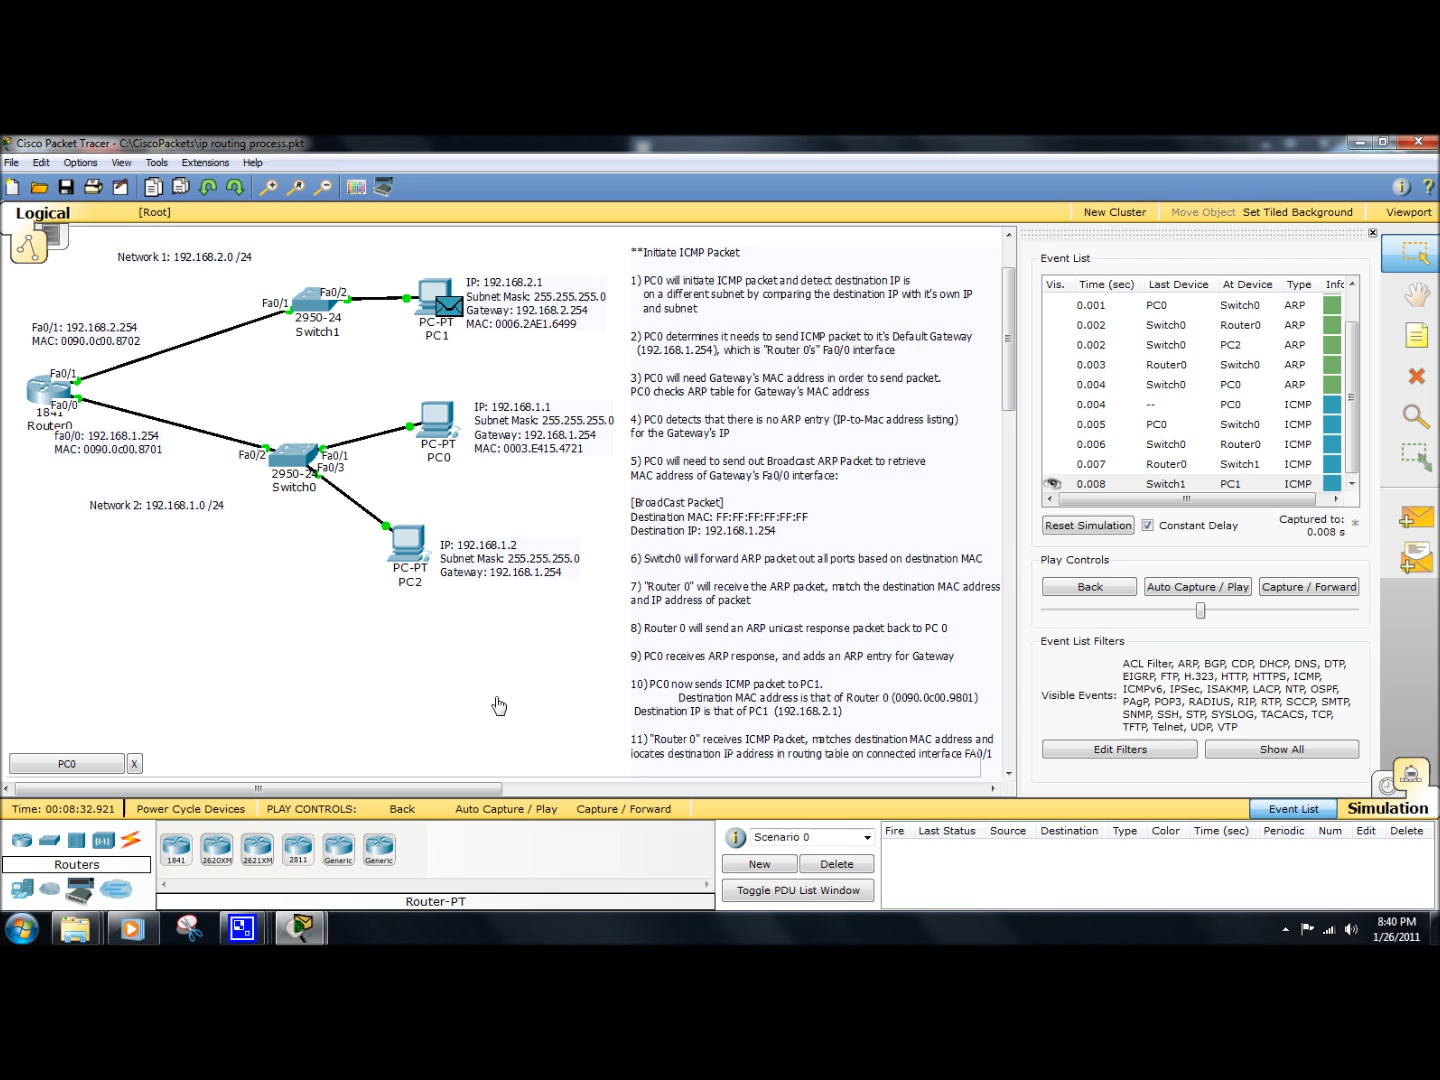 Cisco Packet Tracer - C:\CiscoPackets\ip routing process.pkt
File Edit Options View Tools Extensions Help
Logical [Root] New Cluster Move Object Set Tiled Background Viewport
Network 1: 192.168.2.0 /24
Fa0/1: 192.168.2.254
MAC: 0090.0c00.8702
Fa0/1
Fa0/2
2950-24
Switch1
PC-PT
PC1
IP: 192.168.2.1
Subnet Mask: 255.255.255.0
Gateway: 192.168.2.254
MAC: 0006.2AE1.6499
Fa0/1
Fa0/0
1841
Router0
fa0/0: 192.168.1.254
MAC: 0090.0c00.8701
Fa0/2
Fa0/1
Fa0/3
2950-24
Switch0
PC-PT
PC0
IP: 192.168.1.1
Subnet Mask: 255.255.255.0
Gateway: 192.168.1.254
MAC: 0003.E415.4721
Network 2: 192.168.1.0 /24
PC-PT
PC2
IP: 192.168.1.2
Subnet Mask: 255.255.255.0
Gateway: 192.168.1.254
**Initiate ICMP Packet
1) PC0 will initiate ICMP packet and detect destination IP is
on a different subnet by comparing the destination IP with it's own IP
and subnet
2) PC0 determines it needs to send ICMP packet to it's Default Gateway
(192.168.1.254), which is "Router 0's" Fa0/0 interface
3) PC0 will need Gateway's MAC address in order to send packet.
PC0 checks ARP table for Gateway's MAC address
4) PC0 detects that there is no ARP entry (IP-to-Mac address listing)
for the Gateway's IP
5) PC0 will need to send out Broadcast ARP Packet to retrieve
MAC address of Gateway's Fa0/0 interface:
[BroadCast Packet]
Destination MAC: FF:FF:FF:FF:FF:FF
Destination IP: 192.168.1.254
6) Switch0 will forward ARP packet out all ports based on destination MAC
7) "Router 0" will receive the ARP packet, match the destination MAC address
and IP address of packet
8) Router 0 will send an ARP unicast response packet back to PC 0
9) PC0 receives ARP response, and adds an ARP entry for Gateway
10) PC0 now sends ICMP packet to PC1.
Destination MAC address is that of Router 0 (0090.0c00.9801)
Destination IP is that of PC1 (192.168.2.1)
11) "Router 0" receives ICMP Packet, matches destination MAC address and
locates destination IP address in routing table on connected interface FA0/1
PC0 X
Event List
Vis. Time (sec) Last Device At Device Type Info
0.001 PC0 Switch0 ARP
0.002 Switch0 Router0 ARP
0.002 Switch0 PC2 ARP
0.003 Router0 Switch0 ARP
0.004 Switch0 PC0 ARP
0.004 -- PC0 ICMP
0.005 PC0 Switch0 ICMP
0.006 Switch0 Router0 ICMP
0.007 Router0 Switch1 ICMP
0.008 Switch1 PC1 ICMP
Reset Simulation Constant Delay Captured to: *
0.008 s
Play Controls
Back Auto Capture / Play Capture / Forward
Event List Filters
Visible Events: ACL Filter, ARP, BGP, CDP, DHCP, DNS, DTP,
EIGRP, FTP, H.323, HTTP, HTTPS, ICMP,
ICMPv6, IPSec, ISAKMP, LACP, NTP, OSPF,
PAgP, POP3, RADIUS, RIP, RTP, SCCP, SMTP,
SNMP, SSH, STP, SYSLOG, TACACS, TCP,
TFTP, Telnet, UDP, VTP
Edit Filters Show All
Time: 00:08:32.921 Power Cycle Devices PLAY CONTROLS: Back Auto Capture / Play Capture / Forward Event List Simulation
Routers
1841 2620XM 2621XM 2811 Generic Generic
Router-PT
Scenario 0
New Delete
Toggle PDU List Window
Fire Last Status Source Destination Type Color Time (sec) Periodic Num Edit Delete
8:40 PM
1/26/2011